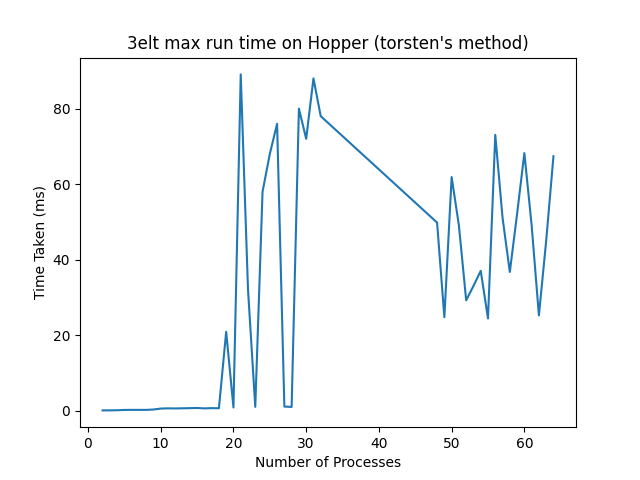 3elt max run time on Hopper (torsten's method)
80
60
40
20
0
Time Taken (ms)
0 10 20 30 40 50 60
Number of Processes